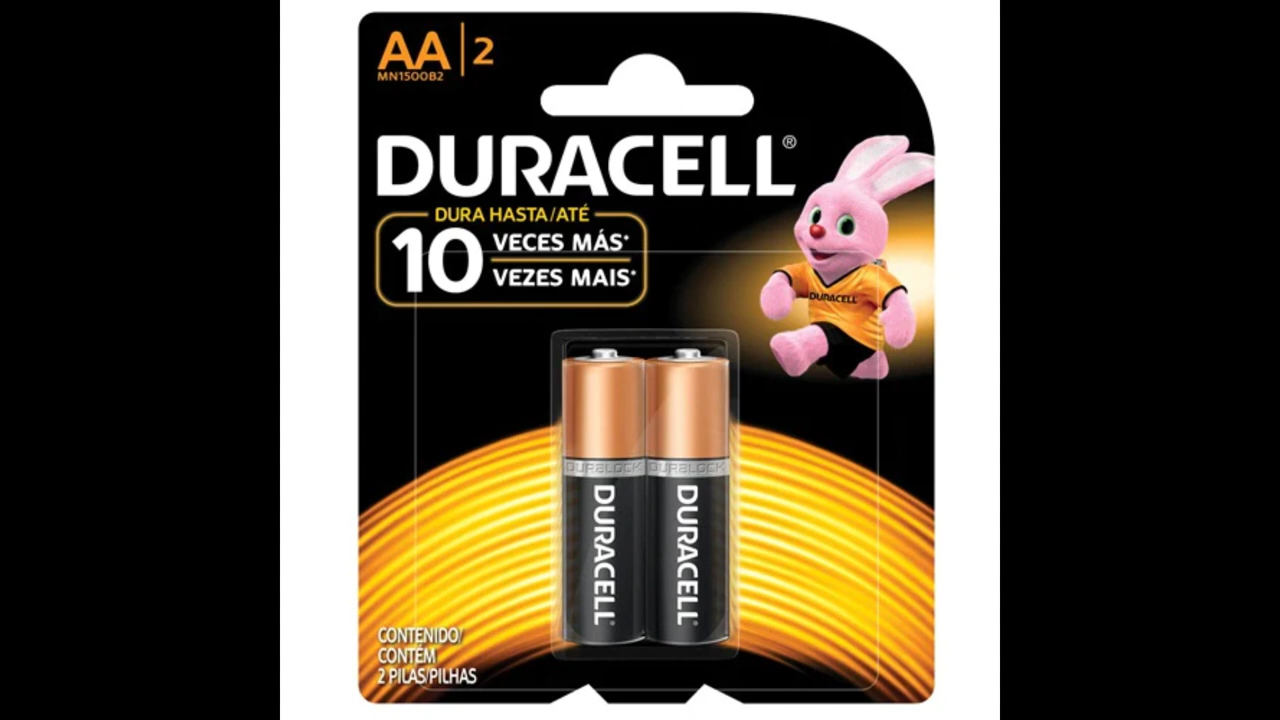 AA 2
MN1500B2
DURACELL®
DURA HASTA/ATÉ
10 VECES MÁS*
VEZES MAIS*
DURACELL
DURALOCK DURALOCK
DURACELL® DURACELL®
CONTENIDO/
CONTÉM
2 PILAS/PILHAS